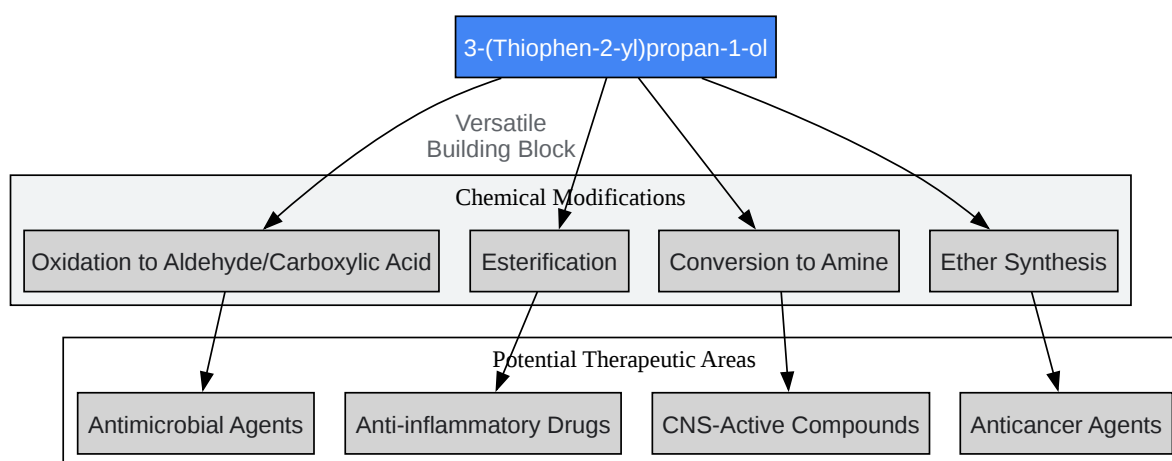 3-(Thiophen-2-yl)propan-1-ol
Versatile
Building Block
Chemical Modifications
Oxidation to Aldehyde/Carboxylic Acid
Esterification
Conversion to Amine
Ether Synthesis
Potential Therapeutic Areas
Antimicrobial Agents
Anti-inflammatory Drugs
CNS-Active Compounds
Anticancer Agents